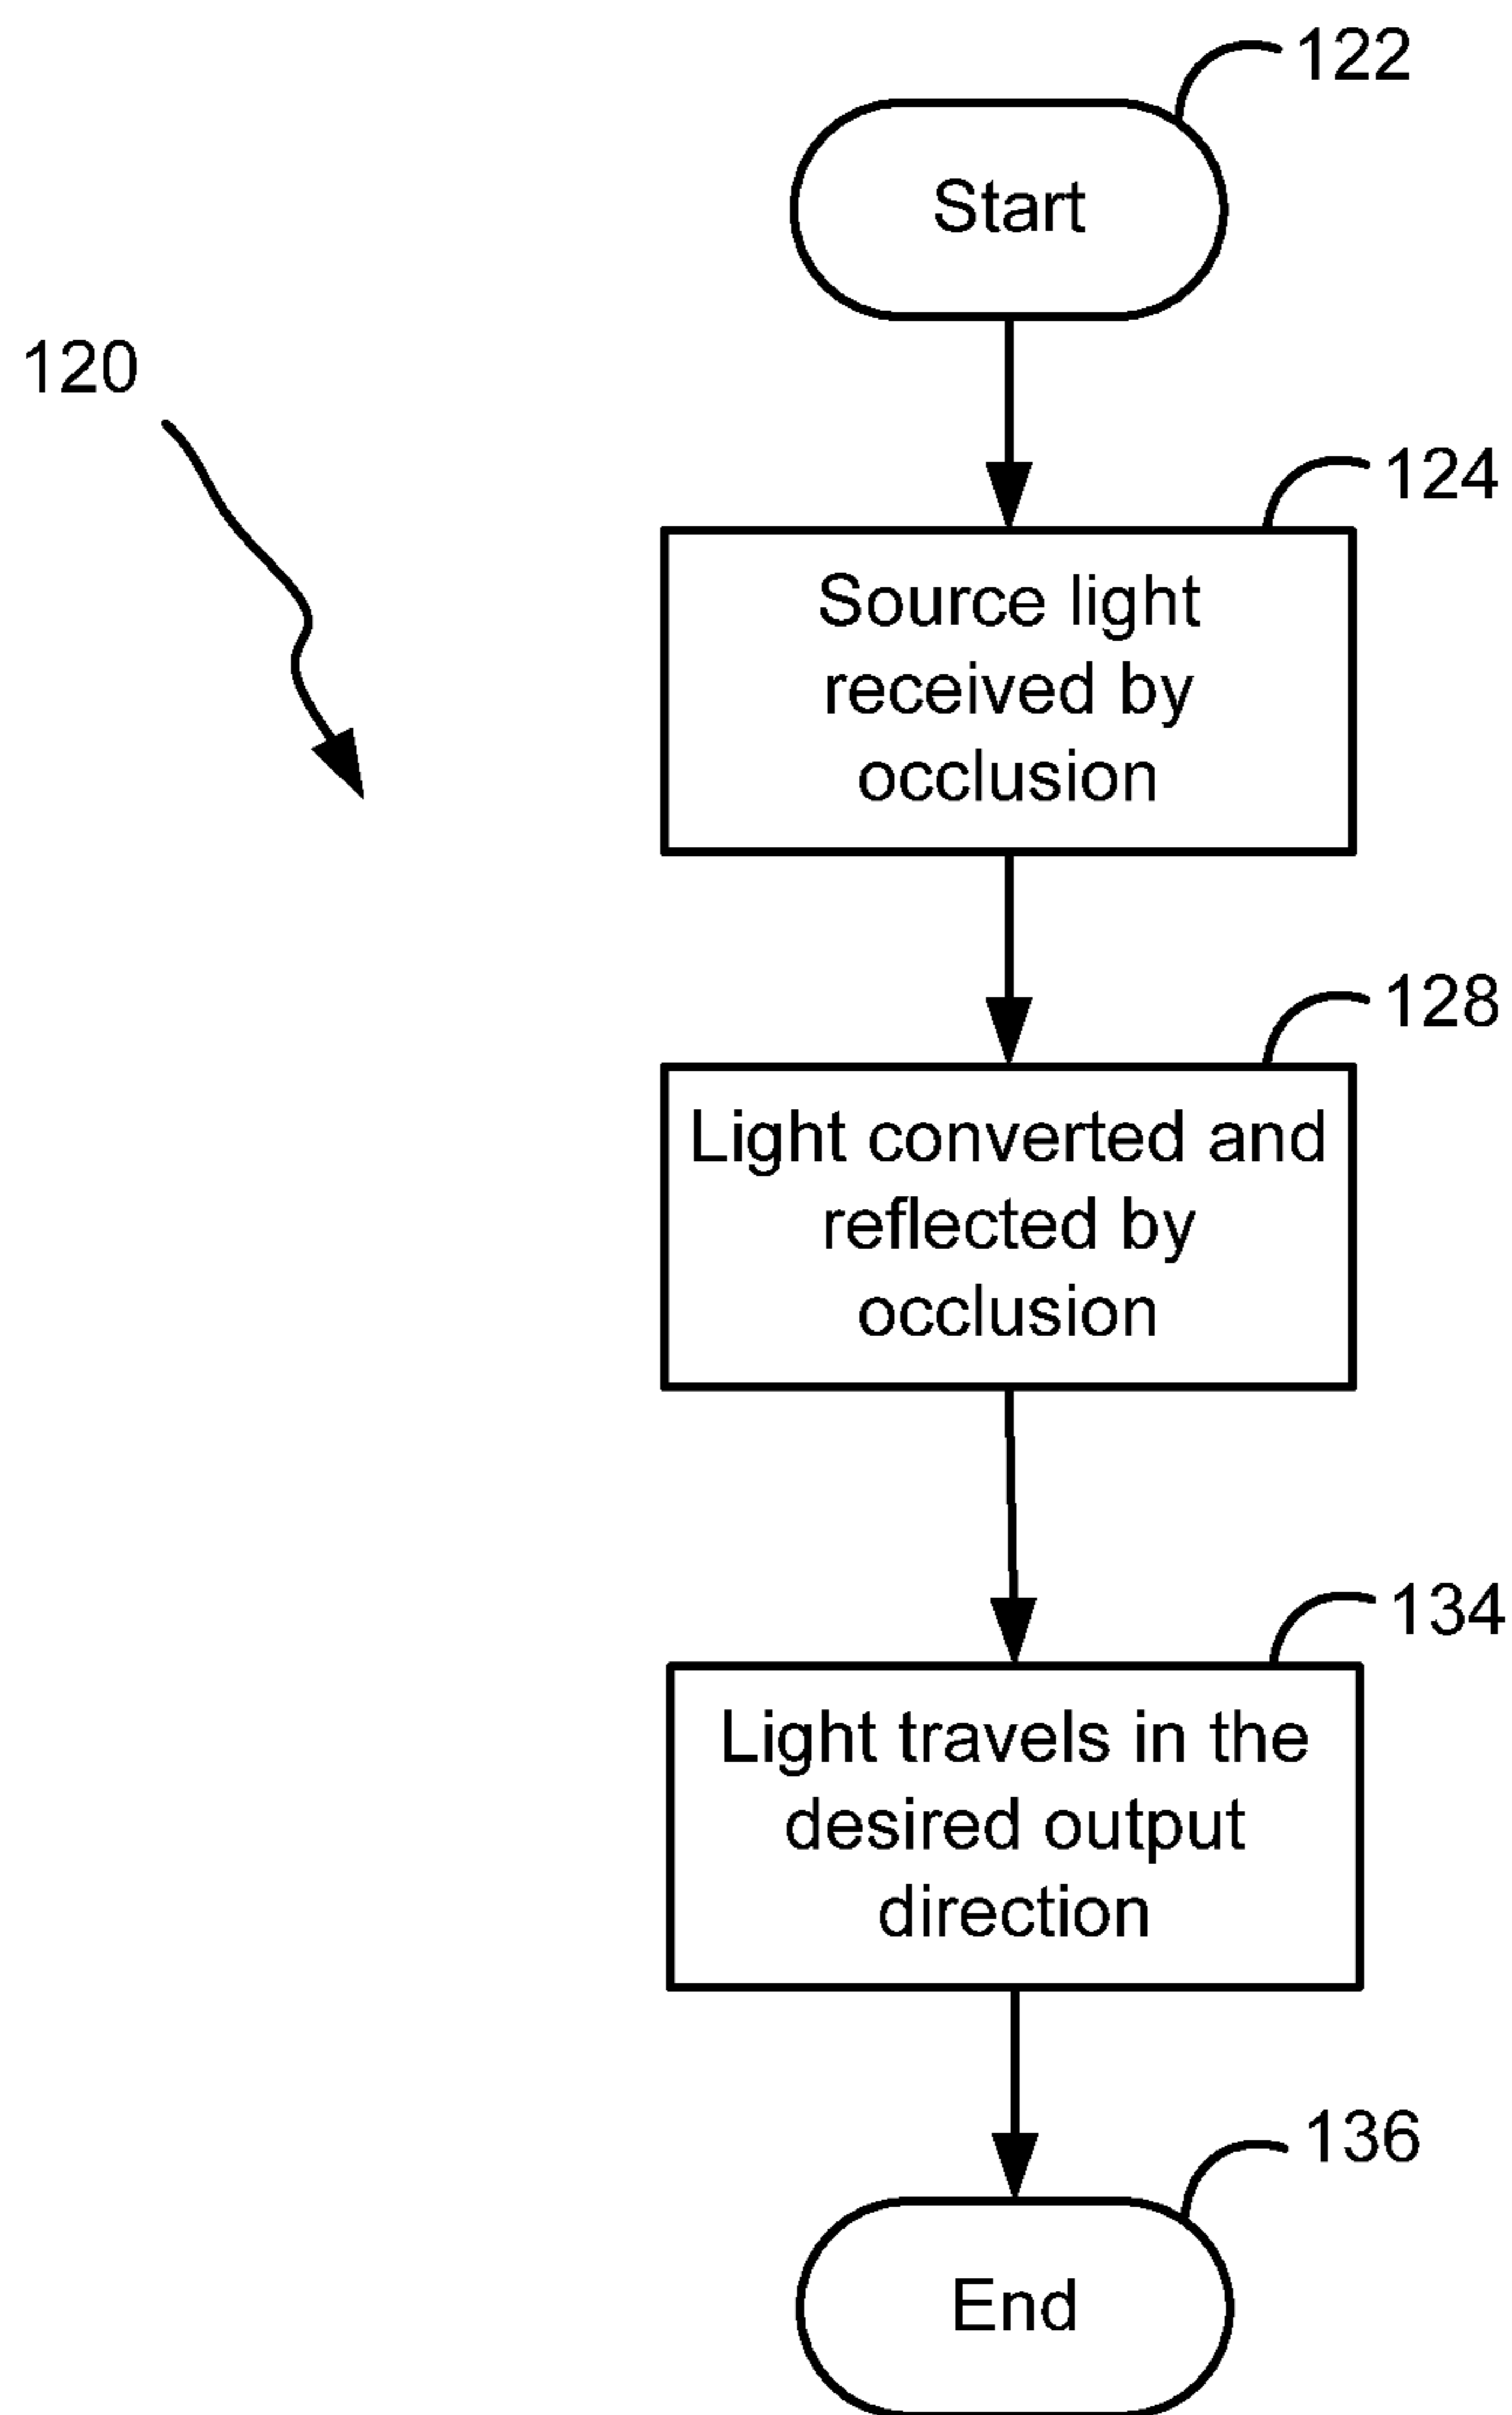 122
Start
120
124
Source light
received by
occlusion
128
Light converted and
reflected by
occlusion
134
Light travels in the
desired output
direction
136
End